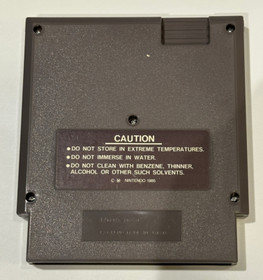 CAUTION
•DO NOT STORE IN EXTREME TEMPERATURES.
•DO NOT IMMERSE IN WATER.
•DO NOT CLEAN WITH BENZENE, THINNER,
ALCOHOL OR OTHER SUCH SOLVENTS.
© NINTENDO 1985